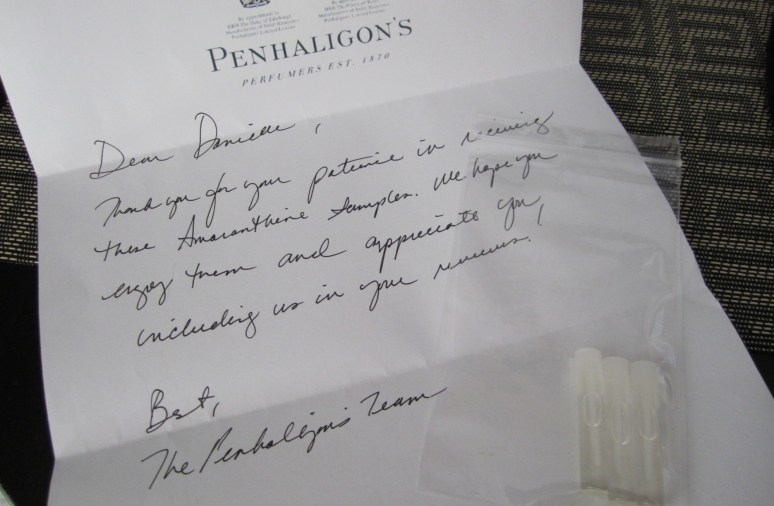 PENHALIGON'S
PERFUMERS EST. 1870
Dear Danielle,
Thank you for your patience in receiving
these Amaranthine samples. We hope you
enjoy them and appreciate you,
including us in your reviews!
Best,
The Penhaligon's Team